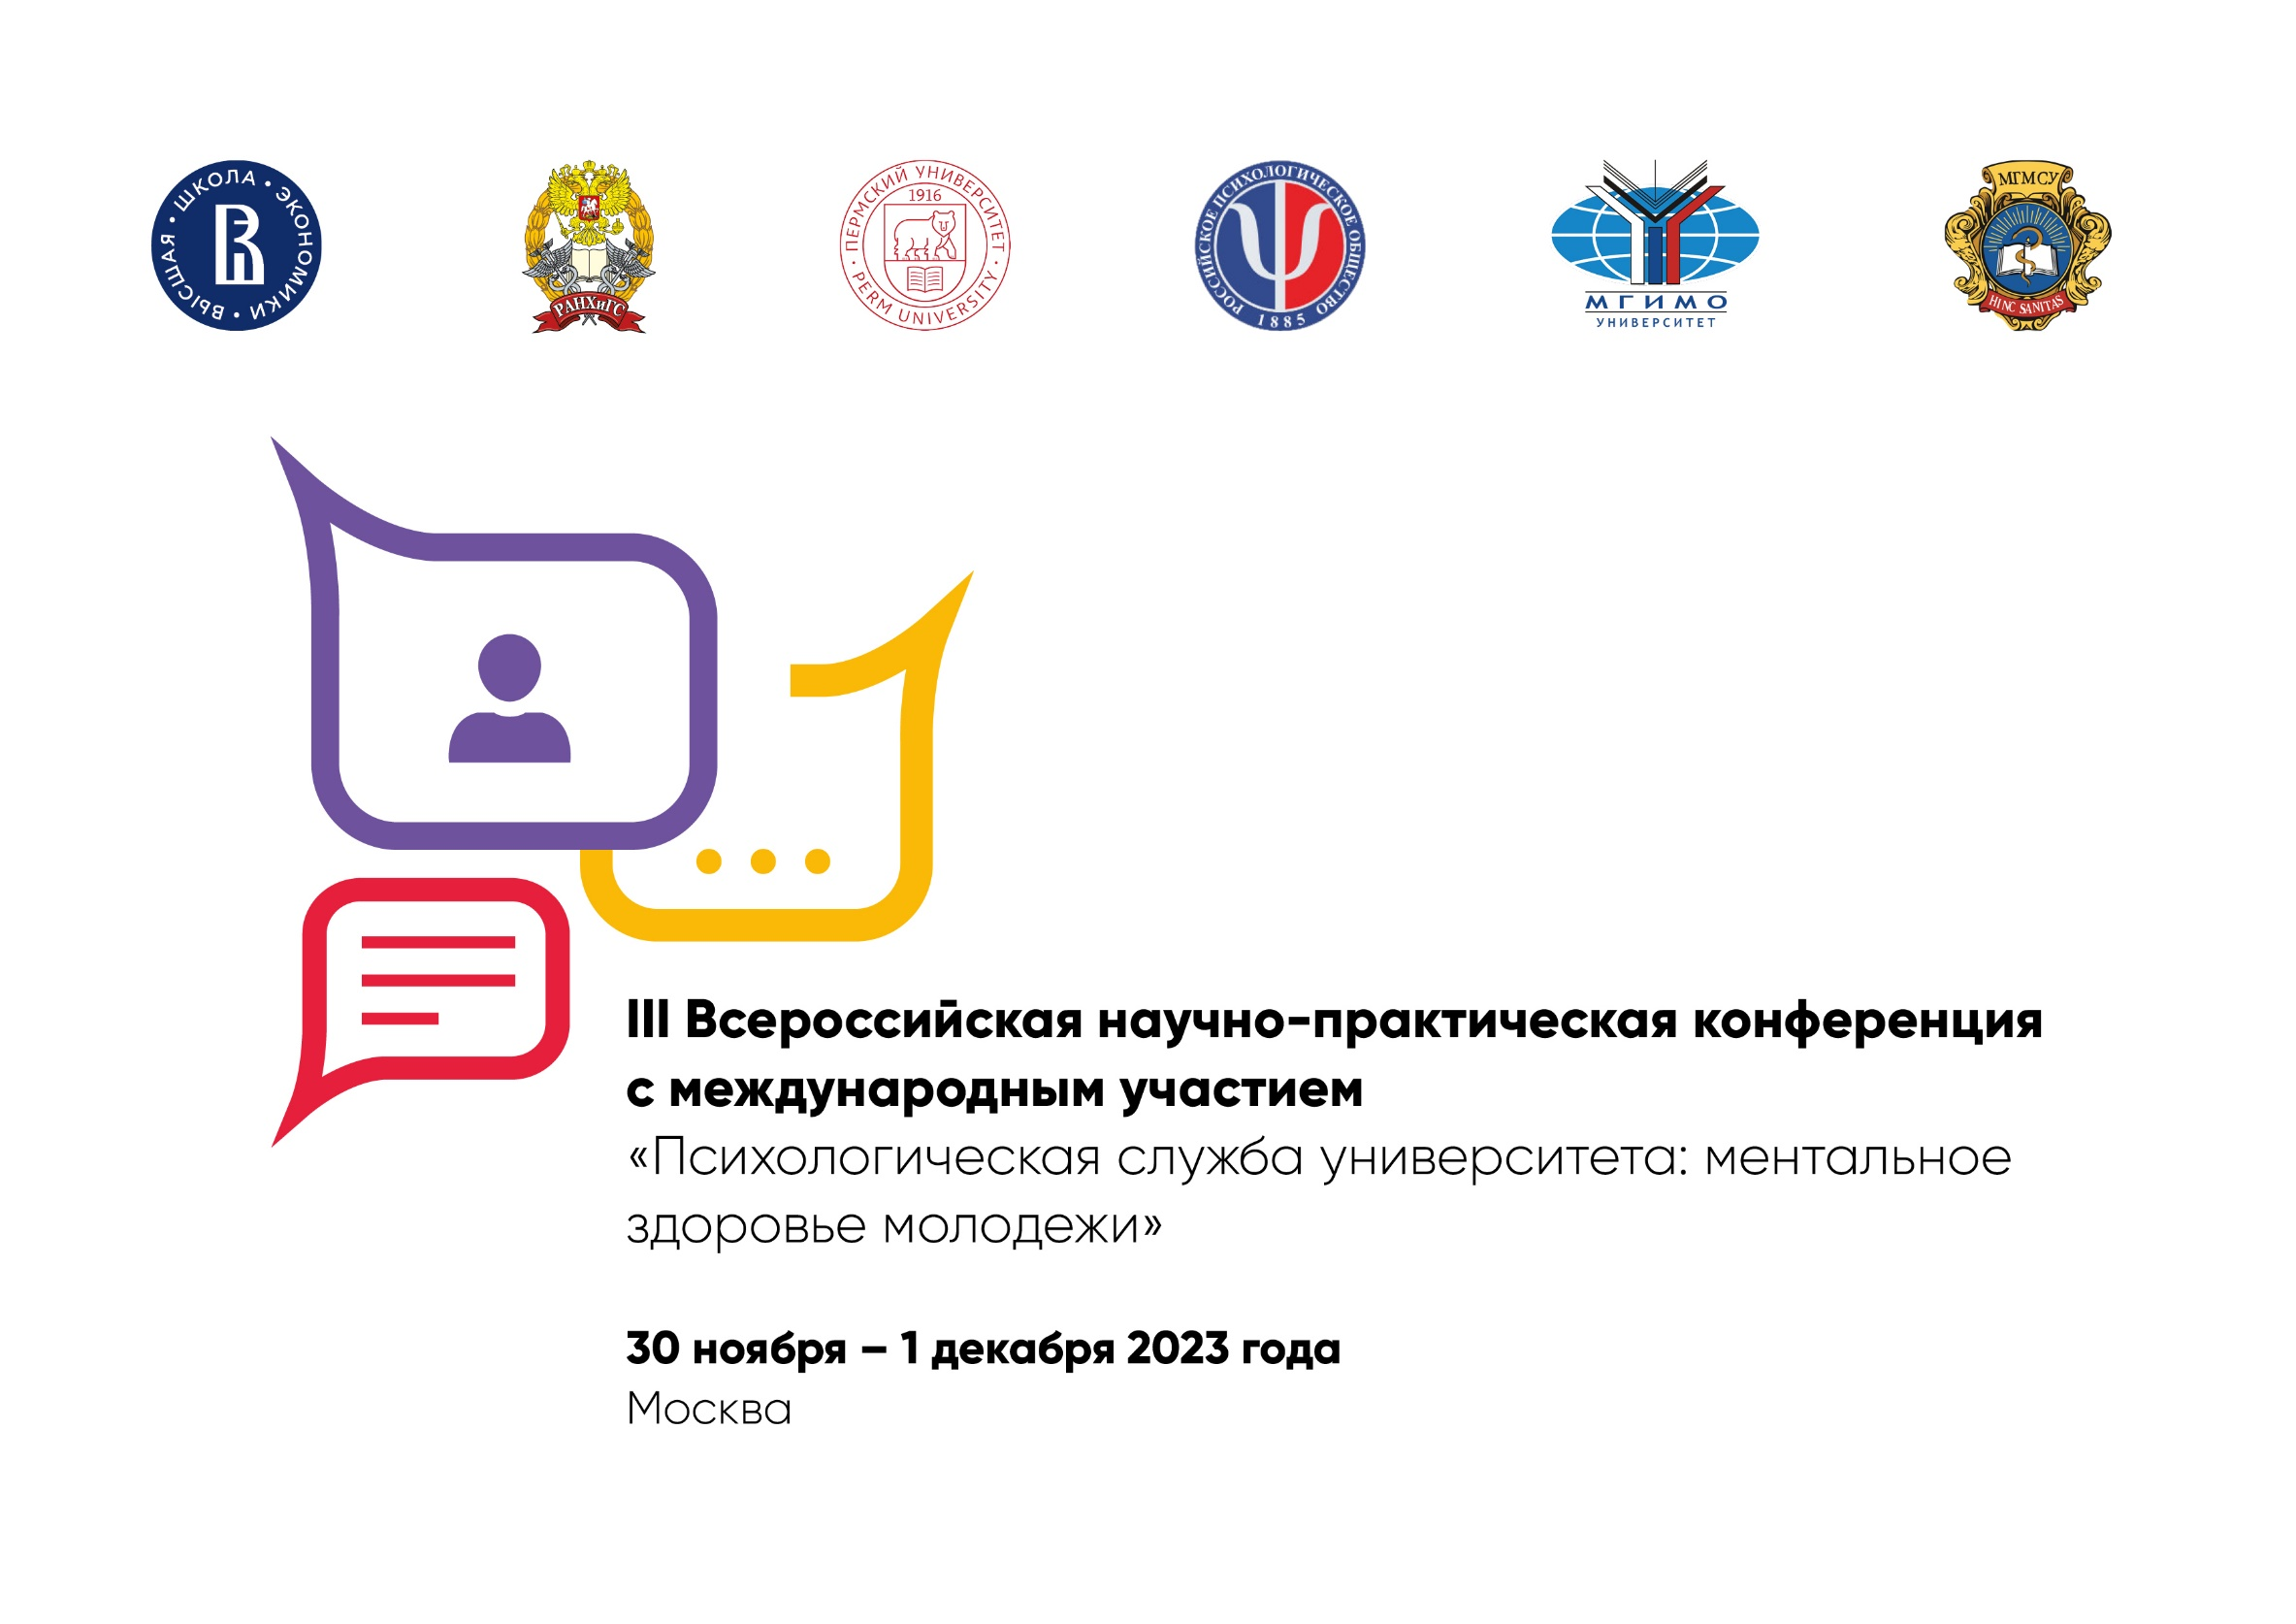 ВЫСШАЯ • ШКОЛА • ЭКОНОМИКИ •
РАНХиГС
• ПЕРМСКИЙ УНИВЕРСИТЕТ •
1916
PERM UNIVERSITY
РОССИЙСКОЕ ПСИХОЛОГИЧЕСКОЕ ОБЩЕСТВО
1885
МГИМО
УНИВЕРСИТЕТ
МГМСУ
HINC SANITAS
III Всероссийская научно-практическая конференция
с международным участием
«Психологическая служба университета: ментальное
здоровье молодежи»
30 ноября – 1 декабря 2023 года
Москва